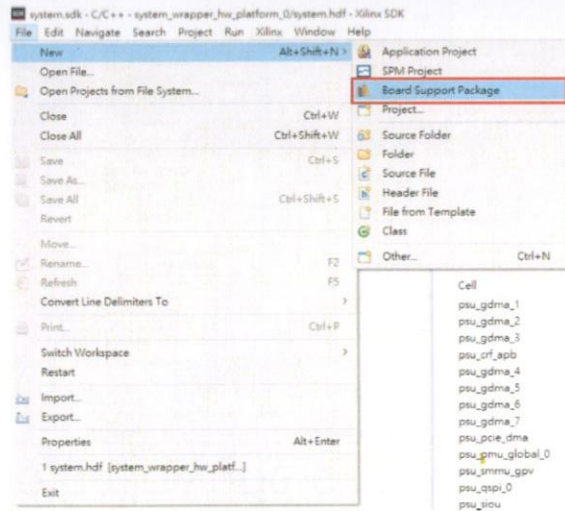 system.sdk - C/C++ - system_wrapper_hw_platform_0/system.hdf - Xilinx SDK
File Edit Navigate Search Project Run Xilinx Window Help
New Alt+Shift+N >
Open File...
Open Projects from File System...
Close Ctrl+W
Close All Ctrl+Shift+W
Save Ctrl+S
Save As...
Save All Ctrl+Shift+S
Revert
Move...
Rename... F2
Refresh F5
Convert Line Delimiters To >
Print... Ctrl+P
Switch Workspace >
Restart
Import...
Export...
Properties Alt+Enter
1 system.hdf [system_wrapper_hw_platf...]
Exit
Application Project
SPM Project
Board Support Package
Project...
Source Folder
Folder
Source File
Header File
File from Template
Class
Other... Ctrl+N
Cell
psu_gdma_1
psu_gdma_2
psu_gdma_3
psu_crf_apb
psu_gdma_4
psu_gdma_5
psu_gdma_6
psu_gdma_7
psu_pcie_dma
psu_pmu_global_0
psu_smmu_gpv
psu_qspi_0
psu_siou